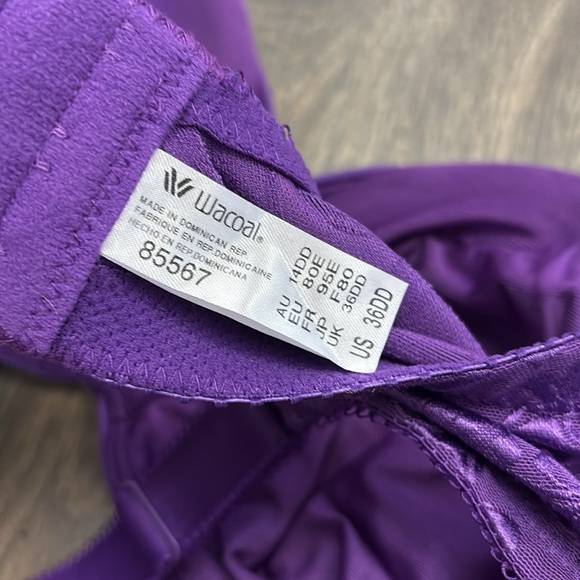 Wacoal®
MADE IN DOMINICAN REP
FABRIQUE EN REP.DOMINICAINE
HECHO EN REP.DOMINICANA
85567
AU 14DD
EU 80E
FR 95E
JP F80
UK 36DD
US 36DD